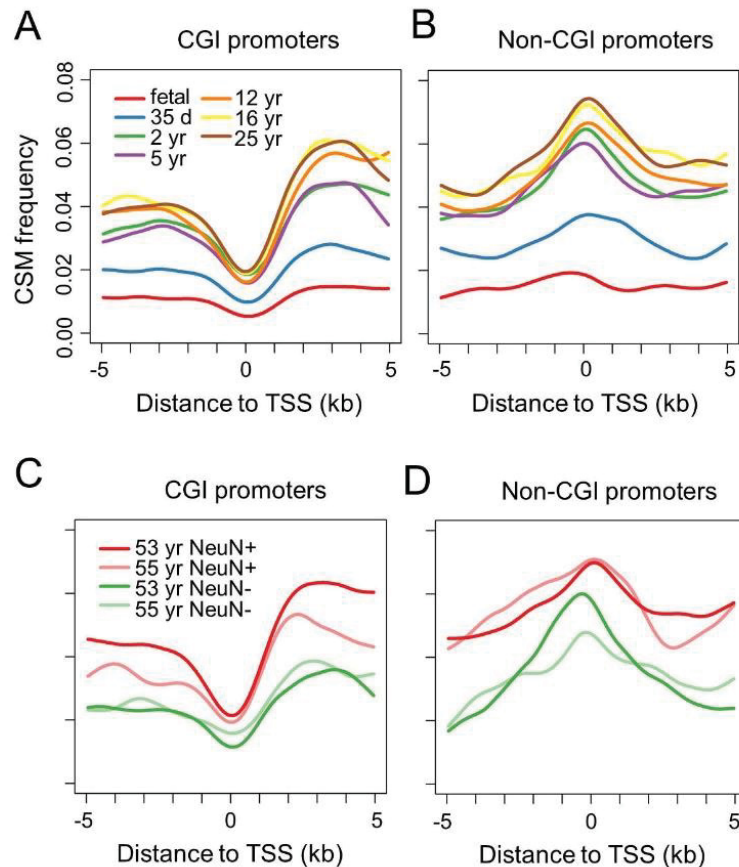 A
CGI promoters
CSM frequency
0.08
0.06
0.04
0.02
0.00
fetal
35 d
2 yr
5 yr
12 yr
16 yr
25 yr
-5
0
5
Distance to TSS (kb)
B
Non-CGI promoters
-5
0
5
Distance to TSS (kb)
C
CGI promoters
53 yr NeuN+
55 yr NeuN+
53 yr NeuN-
55 yr NeuN-
-5
0
5
Distance to TSS (kb)
D
Non-CGI promoters
-5
0
5
Distance to TSS (kb)